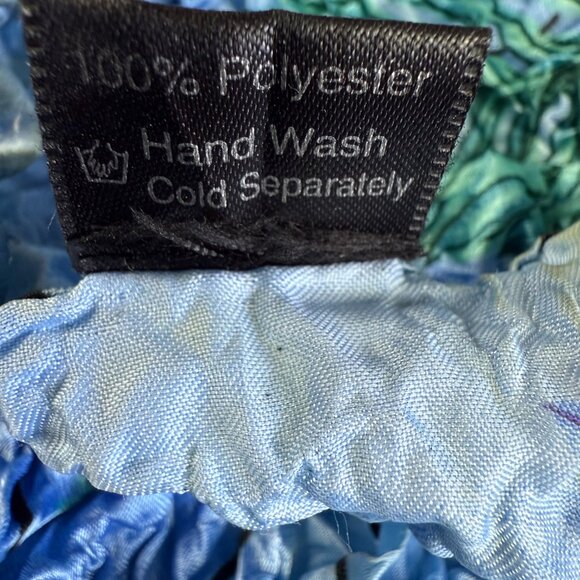 100% Polyester
Hand Wash
Cold Separately